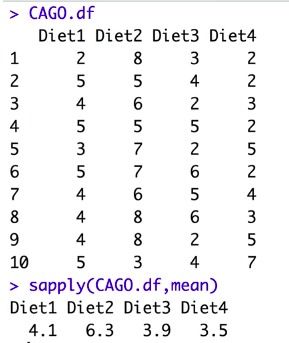 > CAGO.df
Diet1 Diet2 Diet3 Diet4
1 2 8 3 2
2 5 5 4 2
3 4 6 2 3
4 5 5 5 2
5 3 7 2 5
6 5 7 6 2
7 4 6 5 4
8 4 8 6 3
9 4 8 2 5
10 5 3 4 7
> sapply(CAGO.df,mean)
Diet1 Diet2 Diet3 Diet4
4.1 6.3 3.9 3.5